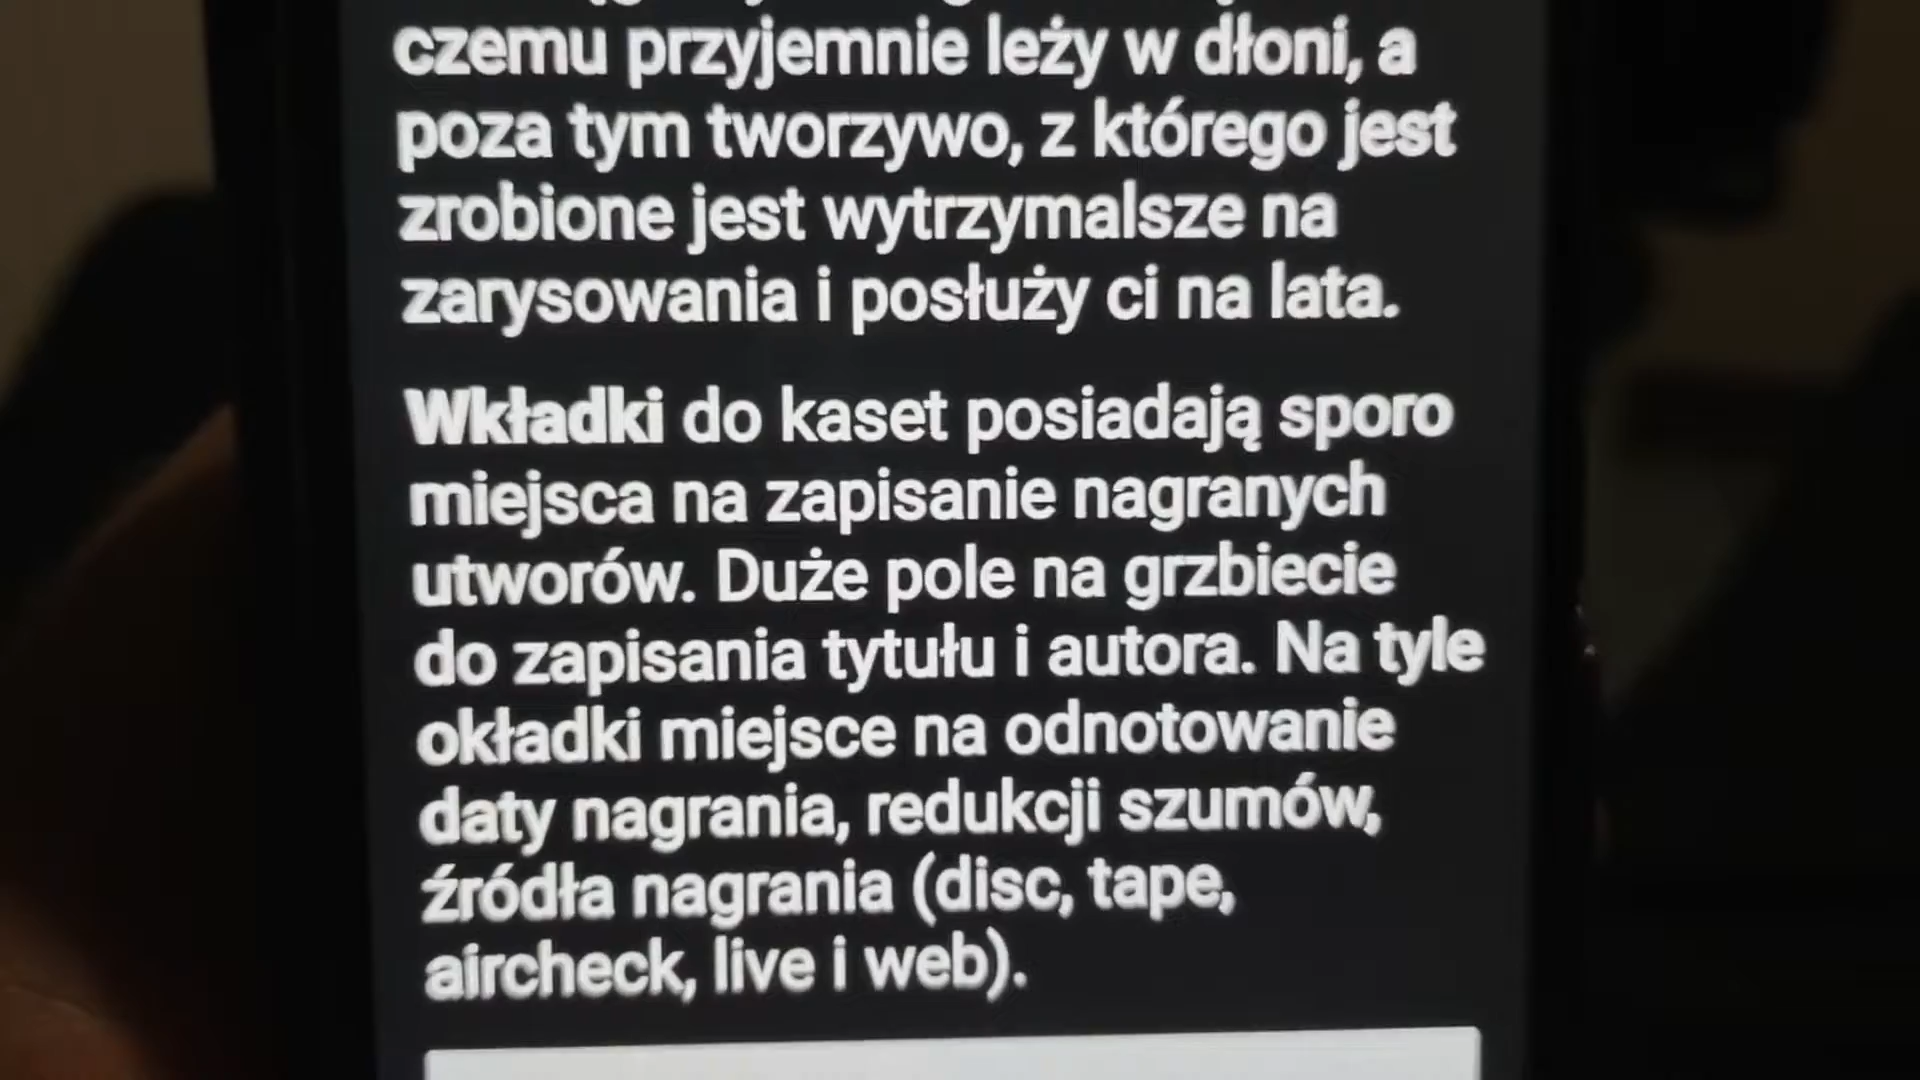 czemu przyjemnie leży w dłoni, a
poza tym tworzywo, z którego jest
zrobione jest wytrzymalsze na
zarysowania i posłuży ci na lata.
Wkładki do kaset posiadają sporo
miejsca na zapisanie nagranych
utworów. Duże pole na grzbiecie
do zapisania tytułu i autora. Na tyle
okładki miejsce na odnotowanie
daty nagrania, redukcji szumów,
źródła nagrania (disc, tape,
aircheck, live i web).